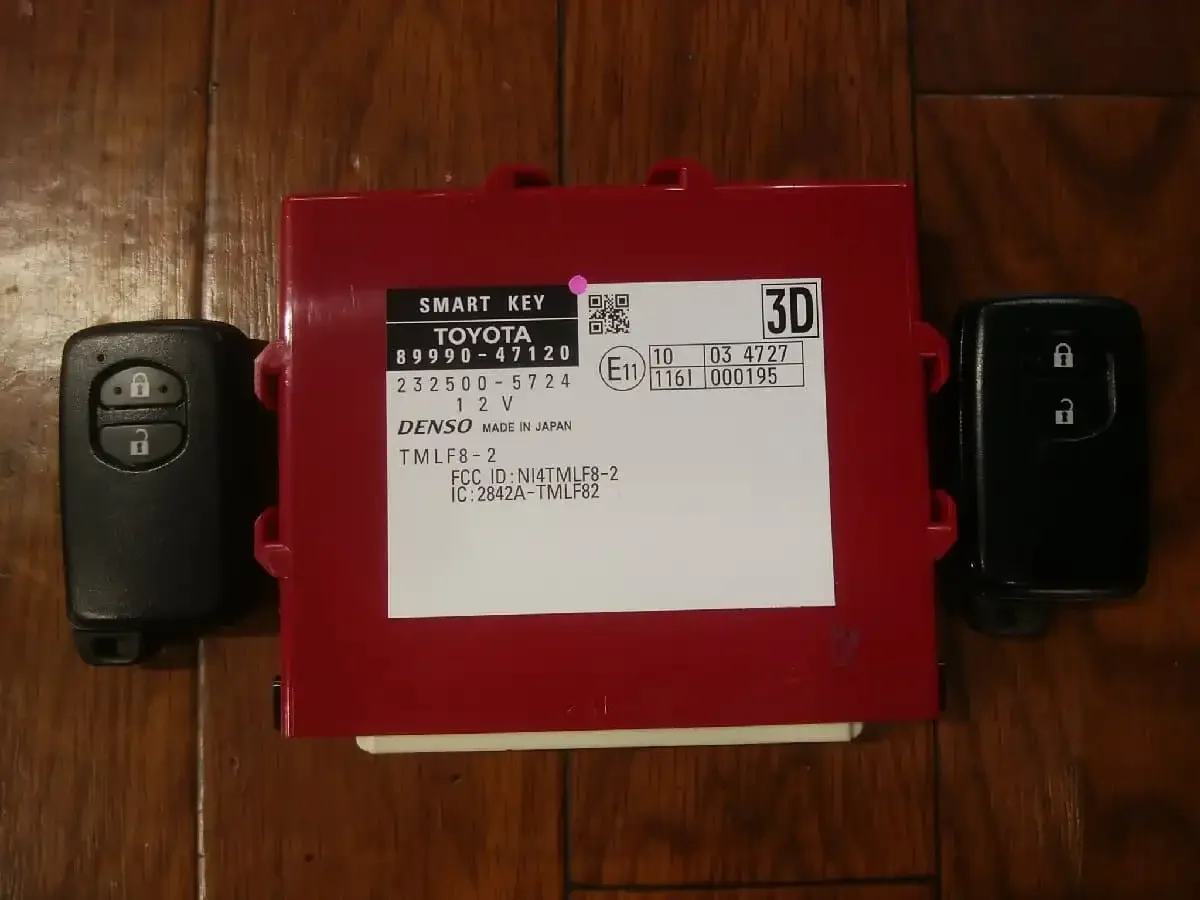 SMART KEY
TOYOTA
89990-47120
232500-5724
12V
DENSO MADE IN JAPAN
TMLF8-2
FCC ID:NI4TMLF8-2
IC:2842A-TMLF82
3D
E11
10 03 4727
116I 000195